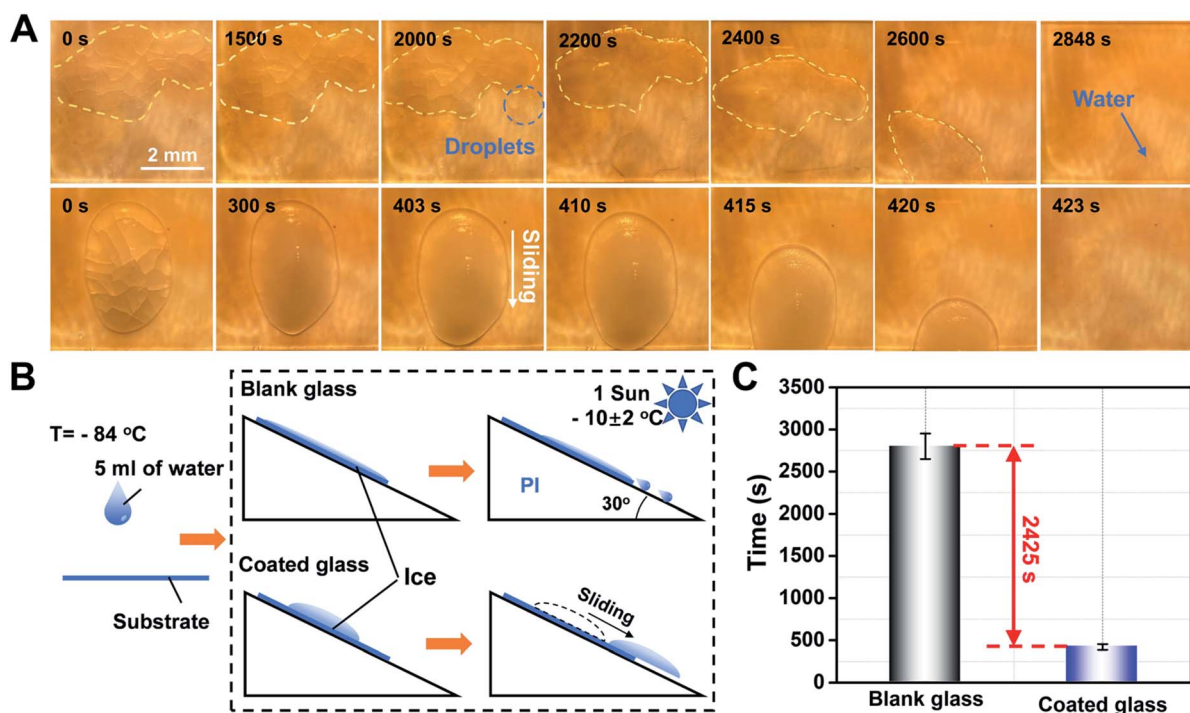 A
0 s
1500 s
2000 s
2200 s
2400 s
2600 s
2848 s
2 mm
Droplets
Water
0 s
300 s
403 s
410 s
415 s
420 s
423 s
Sliding
B
T= - 84 °C
5 ml of water
Substrate
Blank glass
1 Sun
- 10±2 °C
PI
30°
Coated glass
Ice
Sliding
C
Time (s)
3500
3000
2500
2000
1500
1000
500
0
2425 s
Blank glass
Coated glass